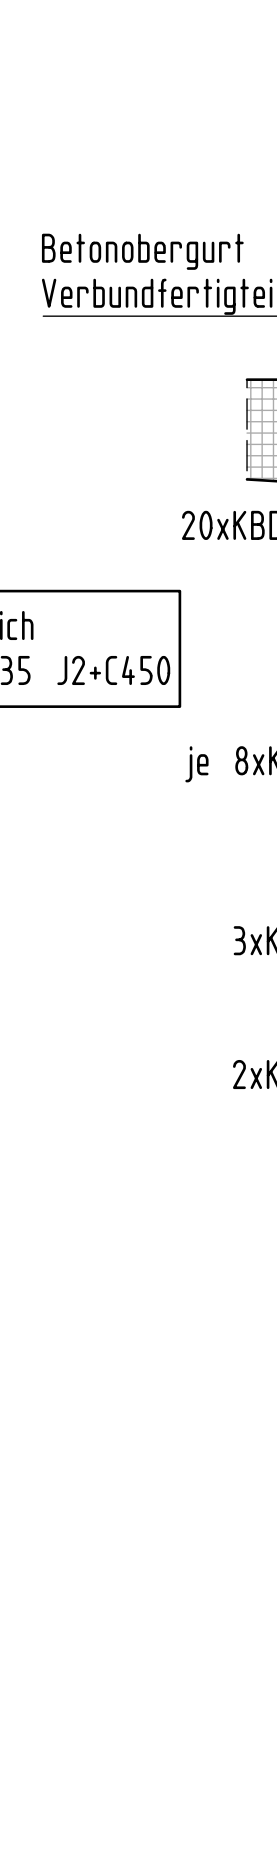 Betonobergurt
Verbundfertigtei
20xKBD
ich
35 J2+C450
je 8xK
3xK
2xK